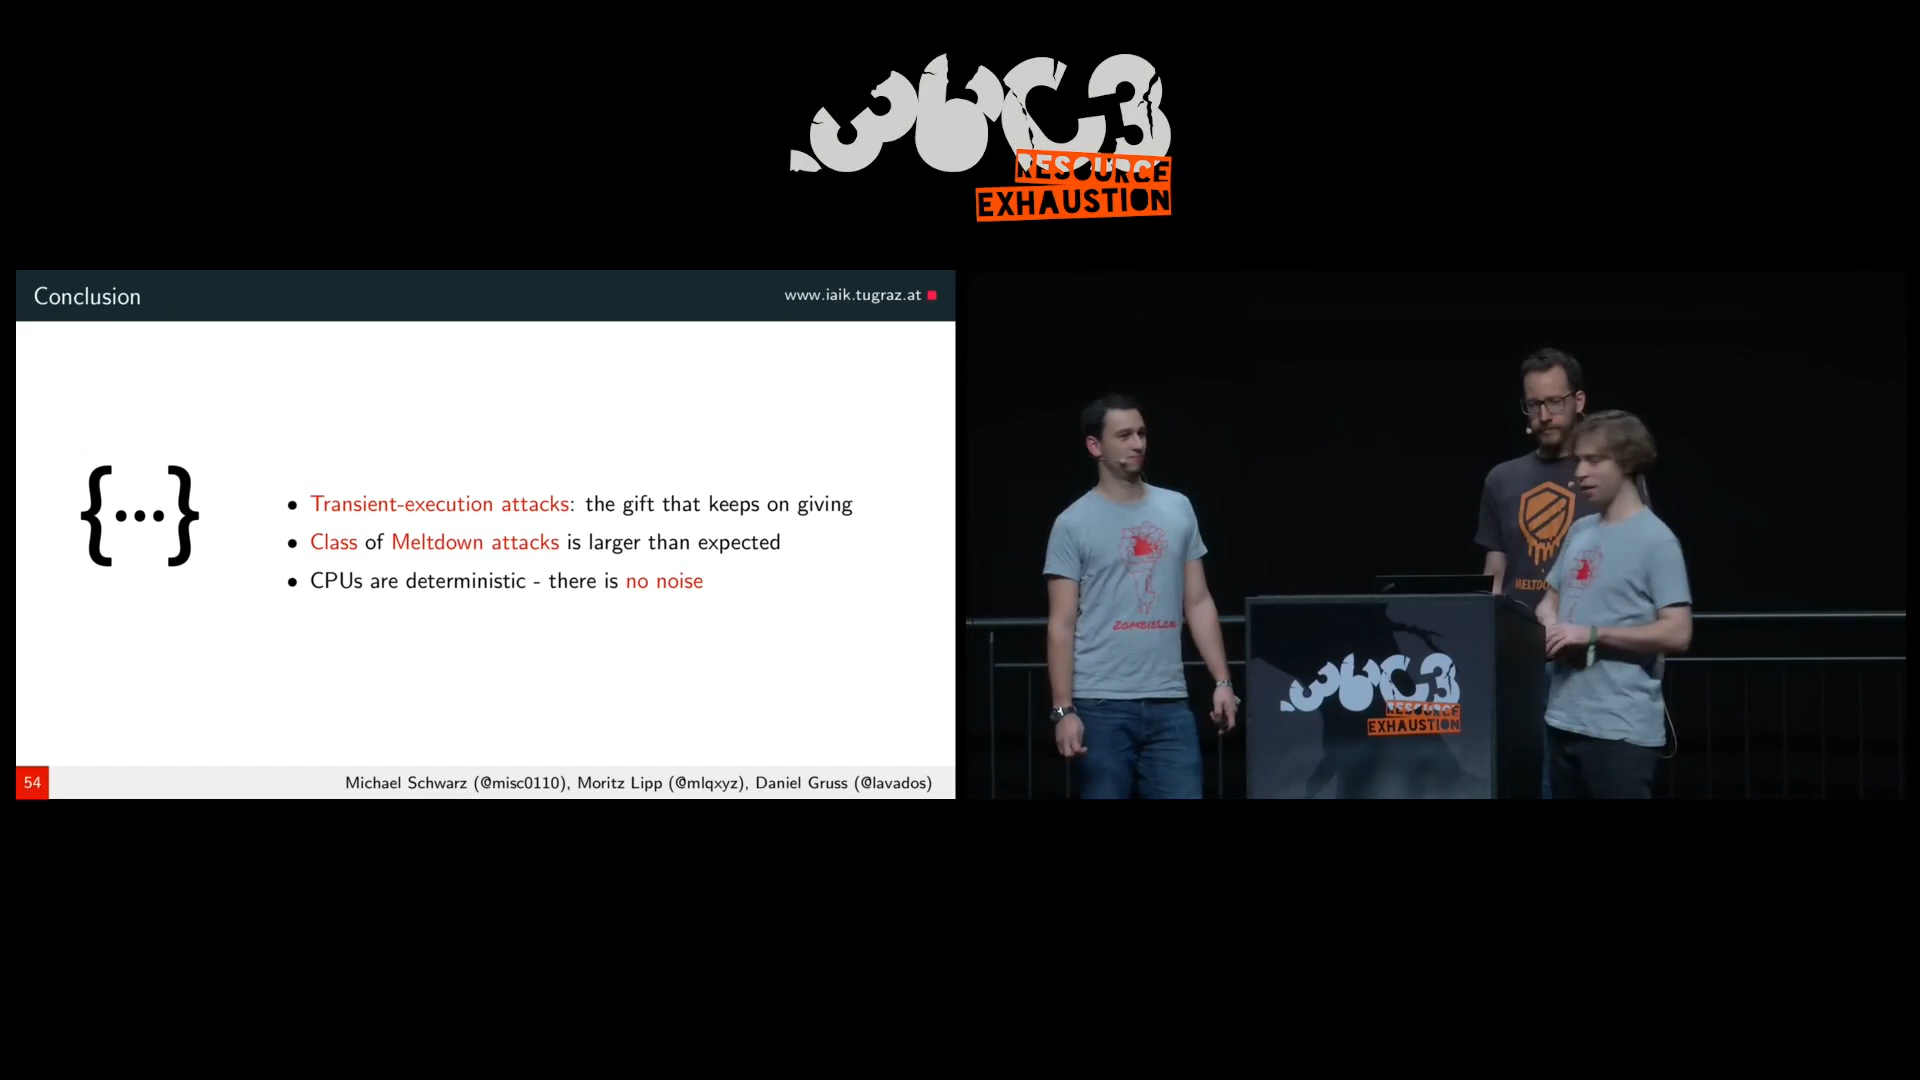 36C3
RESOURCE
EXHAUSTION
Conclusion
www.iaik.tugraz.at
{...}
• Transient-execution attacks: the gift that keeps on giving
• Class of Meltdown attacks is larger than expected
• CPUs are deterministic - there is no noise
54
Michael Schwarz (@misc0110), Moritz Lipp (@mlqxyz), Daniel Gruss (@lavados)
36C3
RESOURCE
EXHAUSTION